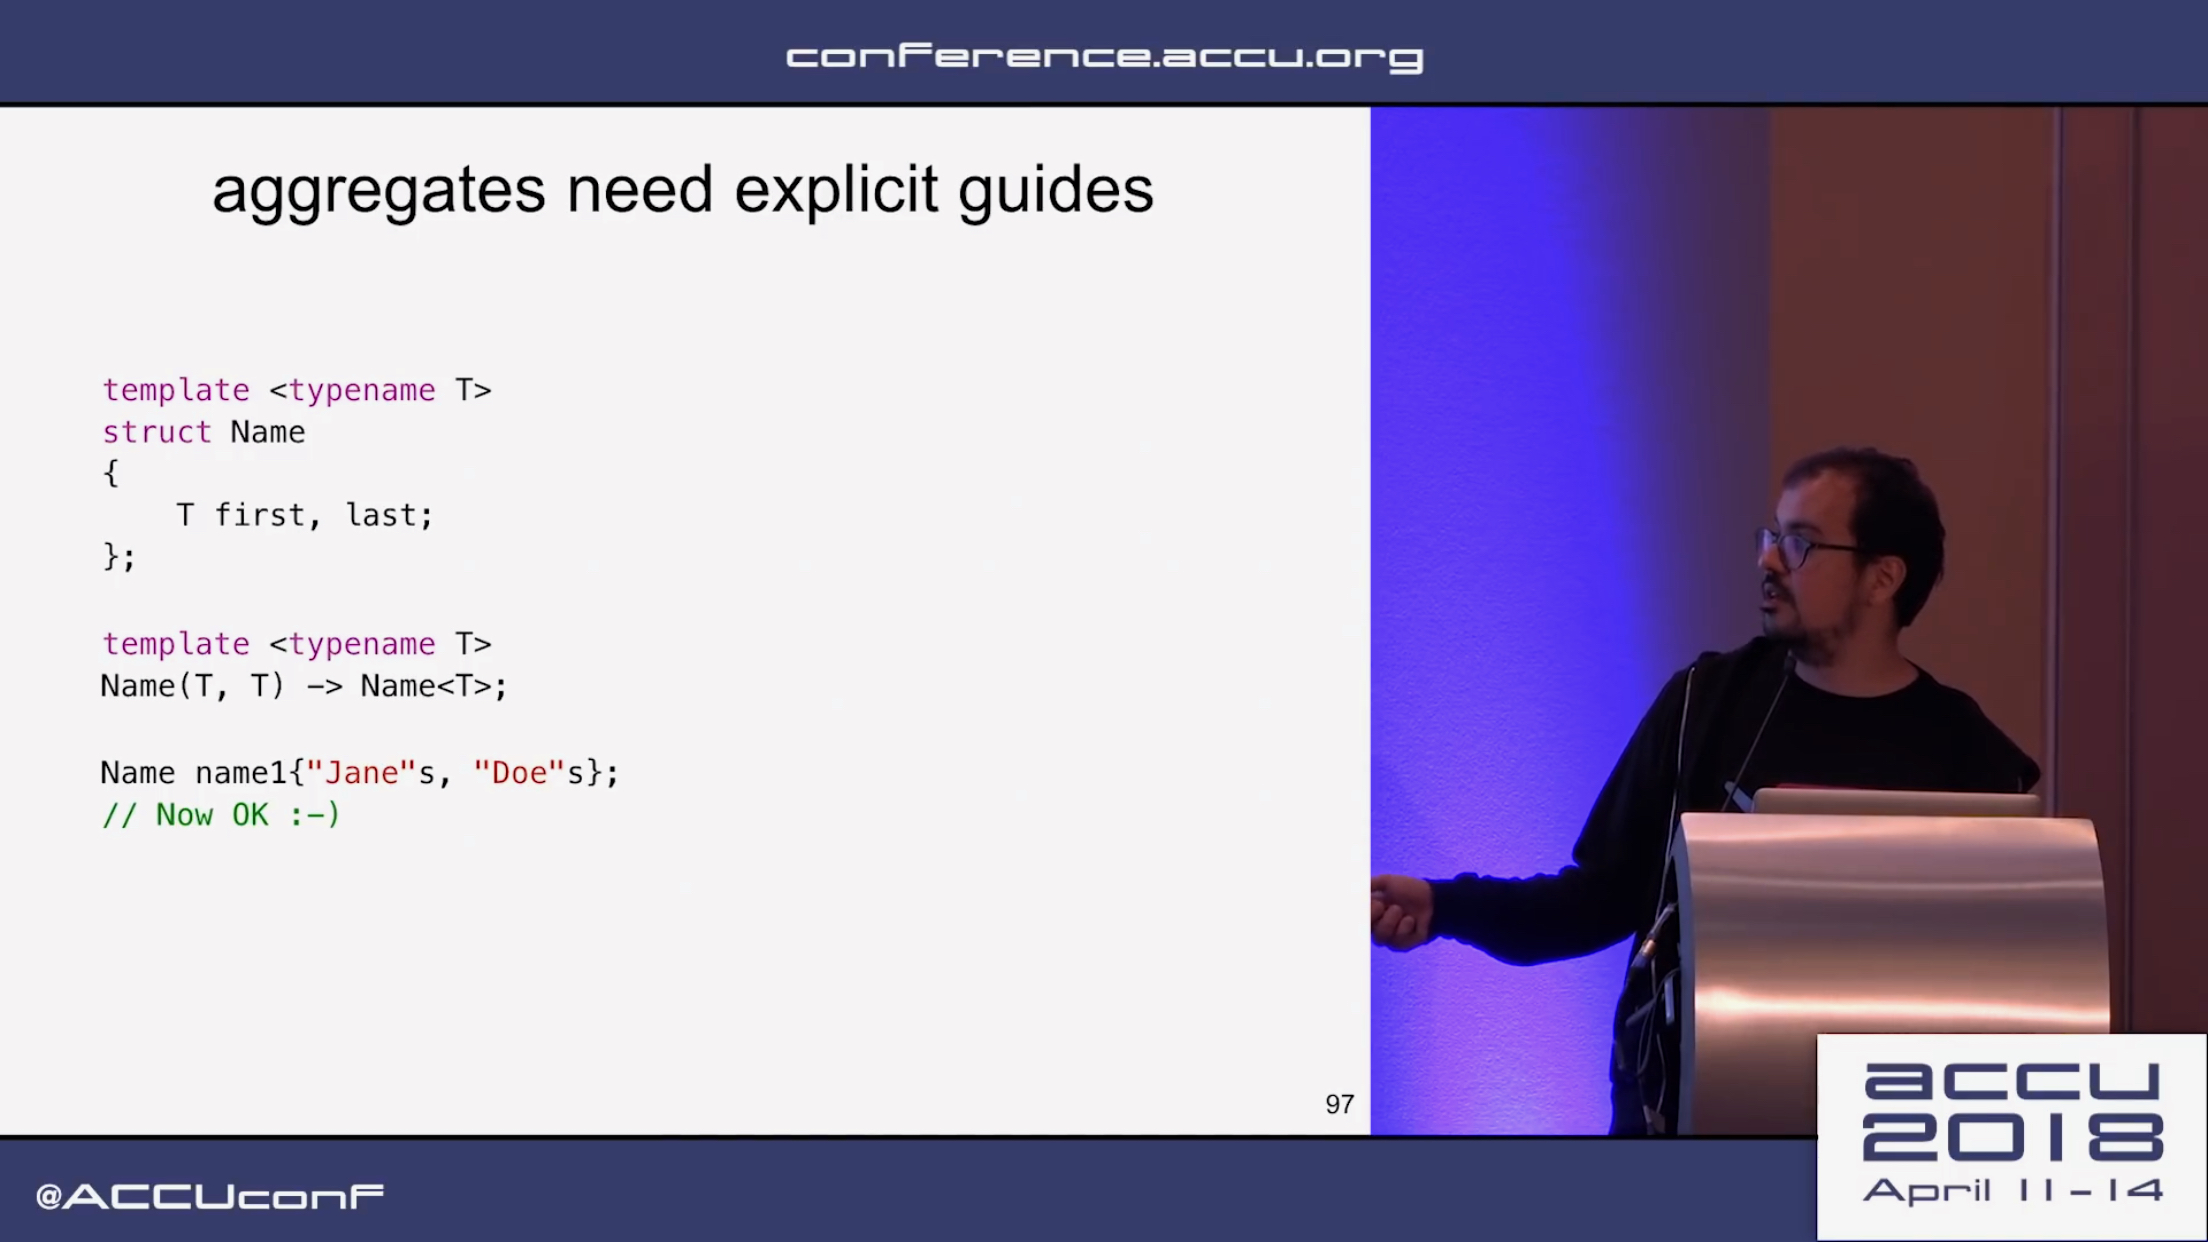 conference.accu.org
aggregates need explicit guides
template <typename T>
struct Name
{
    T first, last;
};
template <typename T>
Name(T, T) -> Name<T>;
Name name1{"Jane"s, "Doe"s};
// Now OK :-)
97
@ACCUconf
accu
2018
April 11-14